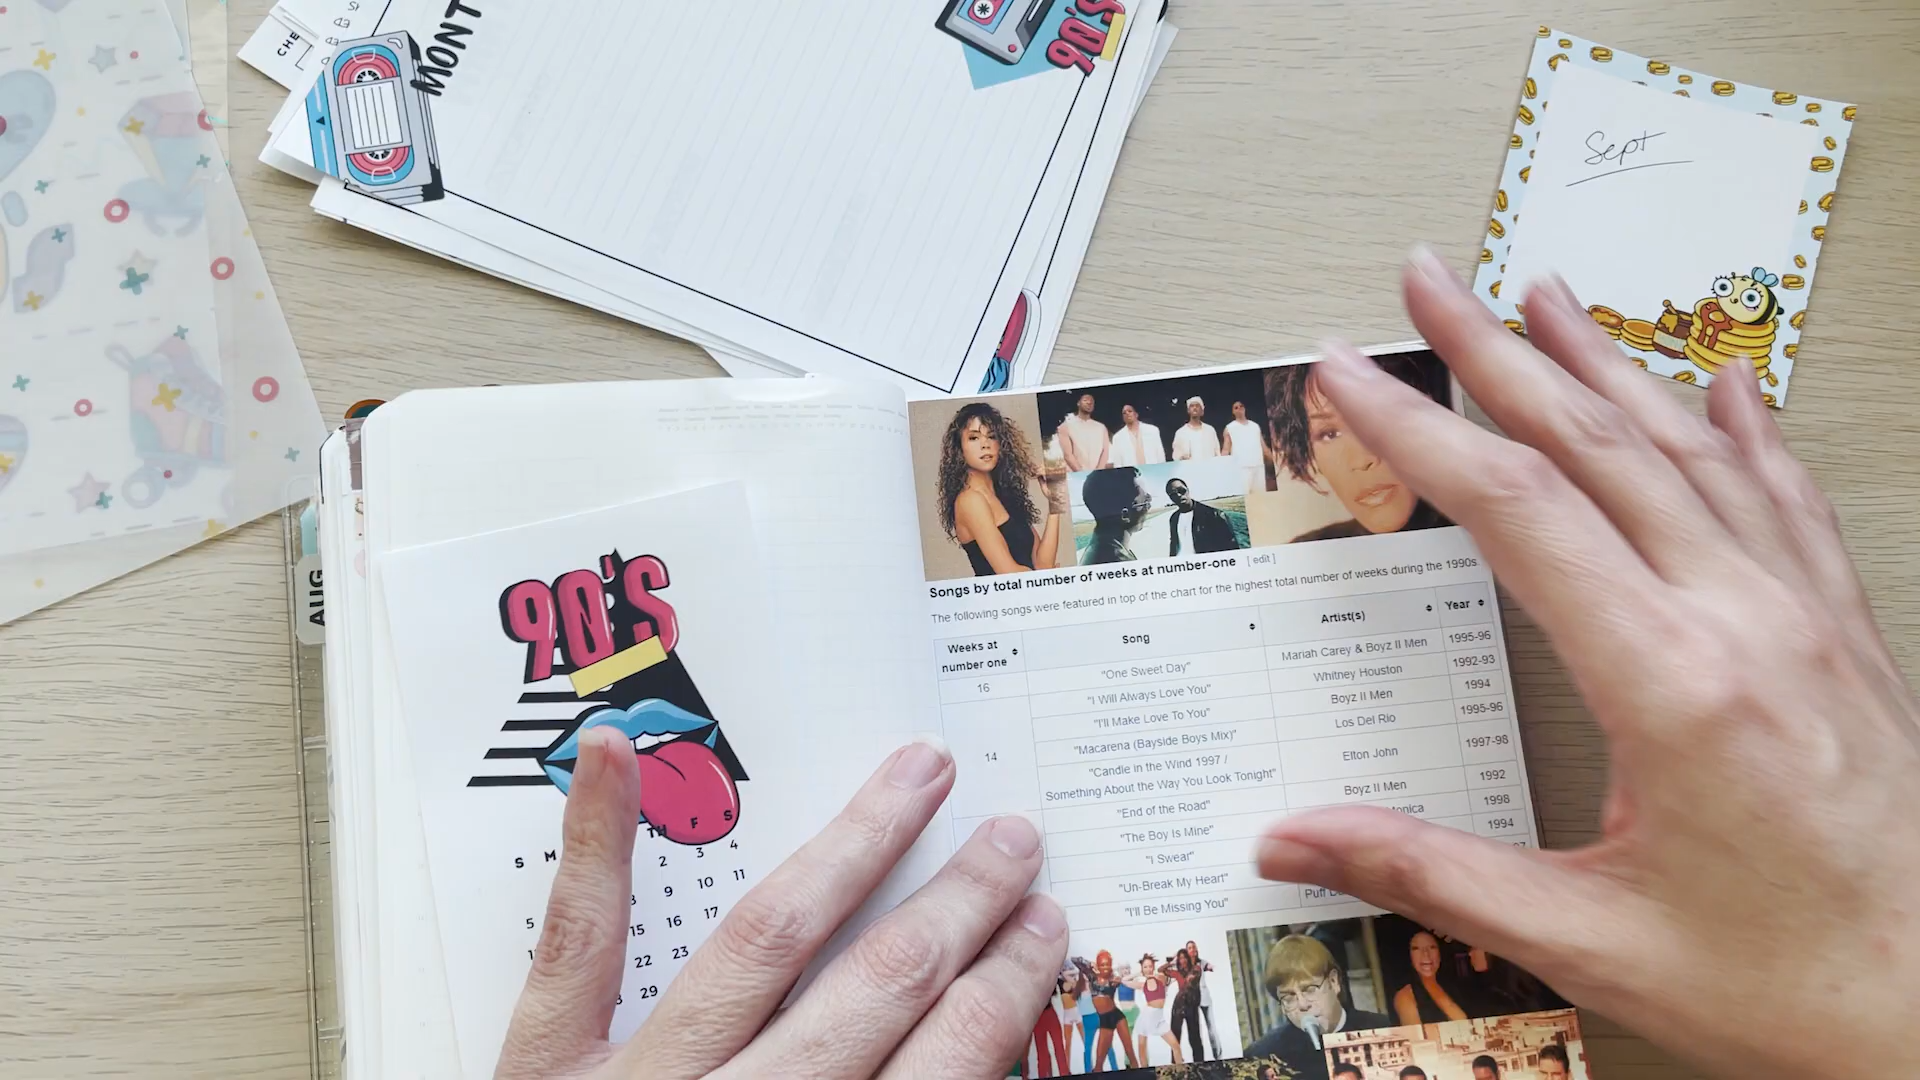 CHE
MONT
90'S
Sept
AUG
90'S
TH F S
S M
2 3 4
9 10 11
5
15 16 17
22 23
29
Songs by total number of weeks at number-one [ edit ]
The following songs were featured in top of the chart for the highest total number of weeks during the 1990s.
Weeks at number one Song Artist(s) Year
16 "One Sweet Day" Mariah Carey & Boyz II Men 1995-96
"I Will Always Love You" Whitney Houston 1992-93
"I'll Make Love To You" Boyz II Men 1994
"Macarena (Bayside Boys Mix)" Los Del Rio 1995-96
14
"Candle in the Wind 1997 /
Something About the Way You Look Tonight" Elton John 1997-98
"End of the Road" Boyz II Men 1992
"The Boy Is Mine" 1998
"I Swear" 1994
"Un-Break My Heart"
"I'll Be Missing You" Puff